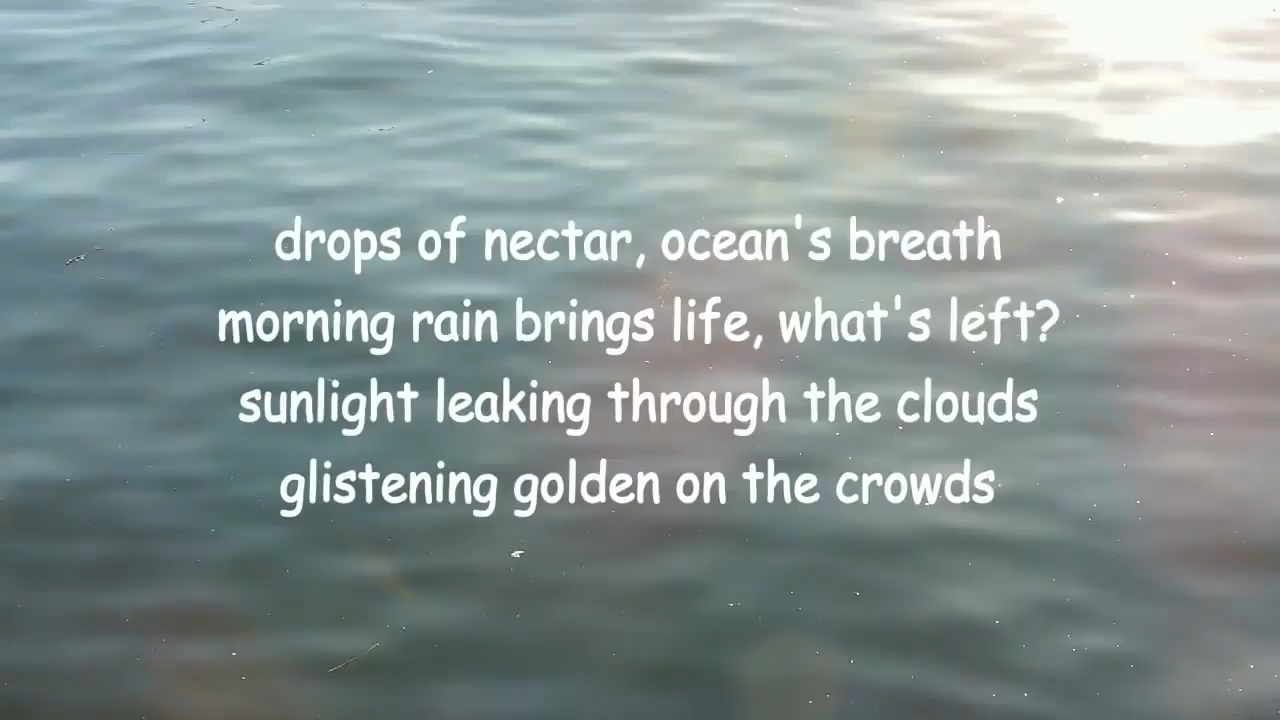 drops of nectar, ocean's breath
morning rain brings life, what's left?
sunlight leaking through the clouds
glistening golden on the crowds